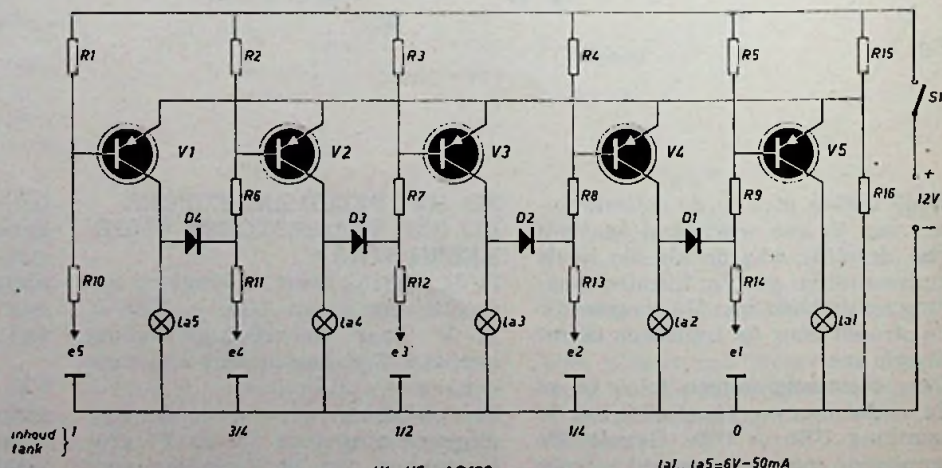 R1 R2 R3 R4 R5 R15
S1
V1 V2 V3 V4 V5
+
12V
−
R6 R7 R8 R9 R16
D4 D3 D2 D1
R10 R11 R12 R13 R14
la5 la4 la3 la2 la1
e5 e4 e3 e2 e1
inhoud
tank } 1 3/4 1/2 1/4 0
la1 la5=6V-50mA